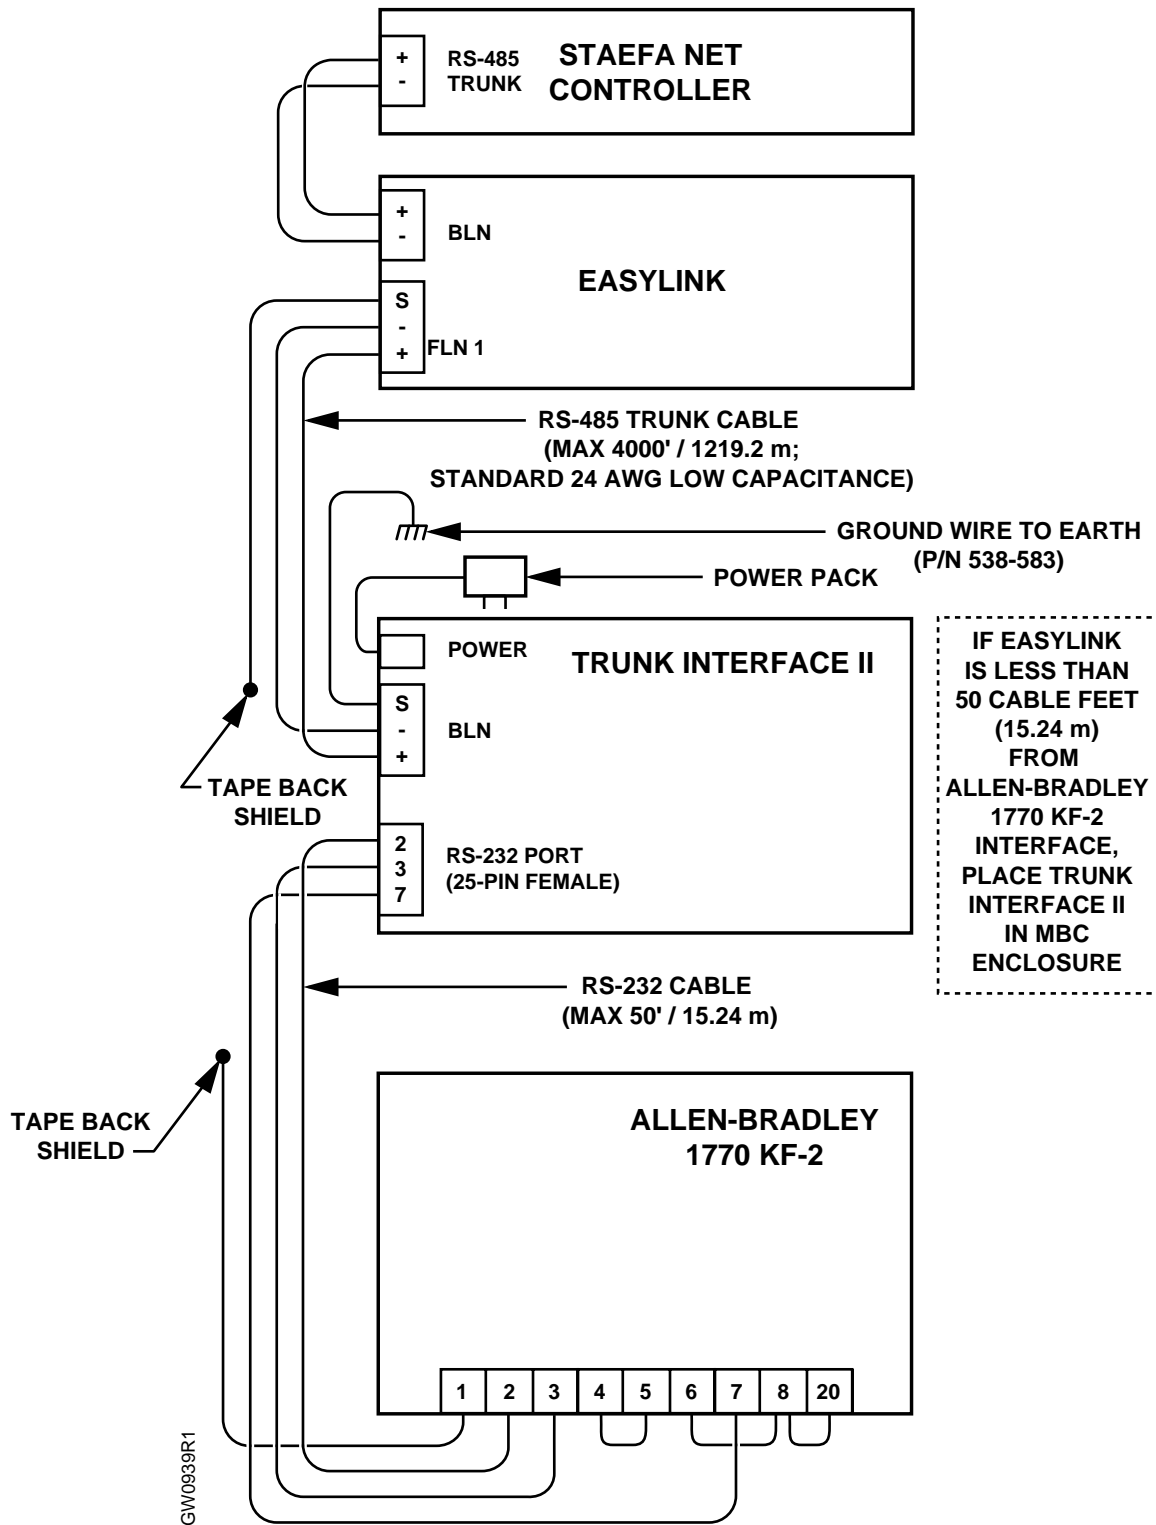 STAEFA NET
CONTROLLER
+
-
RS-485
TRUNK
+
-
BLN
EASYLINK
S
-
+
FLN 1
RS-485 TRUNK CABLE
(MAX 4000' / 1219.2 m;
STANDARD 24 AWG LOW CAPACITANCE)
GROUND WIRE TO EARTH
(P/N 538-583)
POWER PACK
POWER
TRUNK INTERFACE II
S
-
+
BLN
TAPE BACK
SHIELD
2
3
7
RS-232 PORT
(25-PIN FEMALE)
IF EASYLINK
IS LESS THAN
50 CABLE FEET
(15.24 m)
FROM
ALLEN-BRADLEY
1770 KF-2
INTERFACE,
PLACE TRUNK
INTERFACE II
IN MBC
ENCLOSURE
RS-232 CABLE
(MAX 50' / 15.24 m)
TAPE BACK
SHIELD
ALLEN-BRADLEY
1770 KF-2
1 2 3 4 5 6 7 8 20
GW0939R1